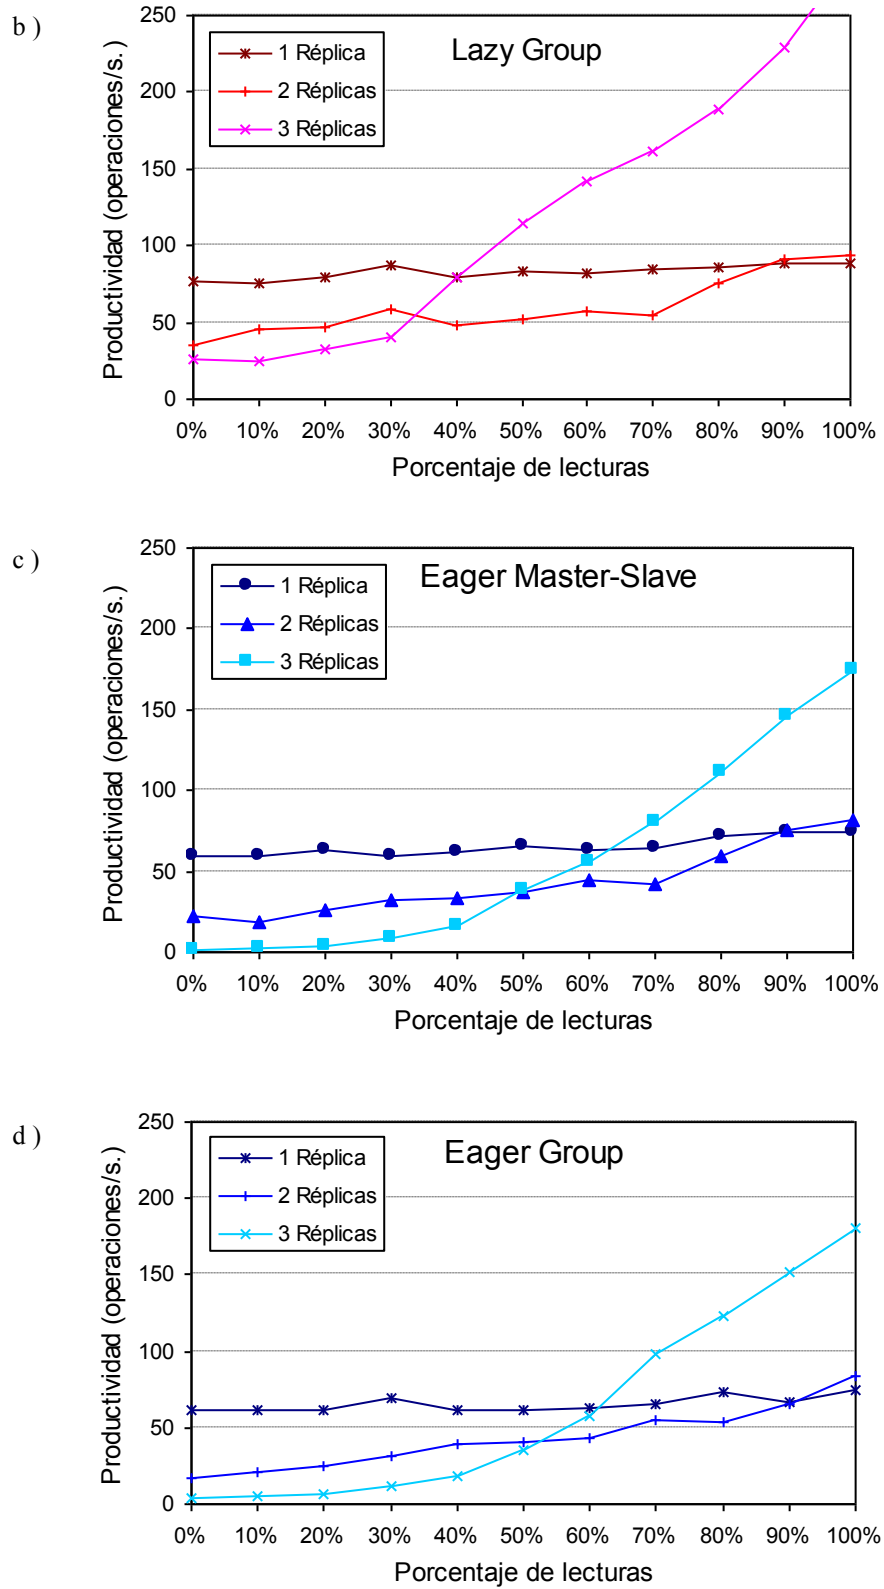 b )
Lazy Group
1 Réplica
2 Réplicas
3 Réplicas
Productividad (operaciones/s.)
250
200
150
100
50
0
0% 10% 20% 30% 40% 50% 60% 70% 80% 90% 100%
Porcentaje de lecturas
c )
Eager Master-Slave
1 Réplica
2 Réplicas
3 Réplicas
Productividad (operaciones/s.)
250
200
150
100
50
0
0% 10% 20% 30% 40% 50% 60% 70% 80% 90% 100%
Porcentaje de lecturas
d )
Eager Group
1 Réplica
2 Réplicas
3 Réplicas
Productividad (operaciones/s.)
250
200
150
100
50
0
0% 10% 20% 30% 40% 50% 60% 70% 80% 90% 100%
Porcentaje de lecturas